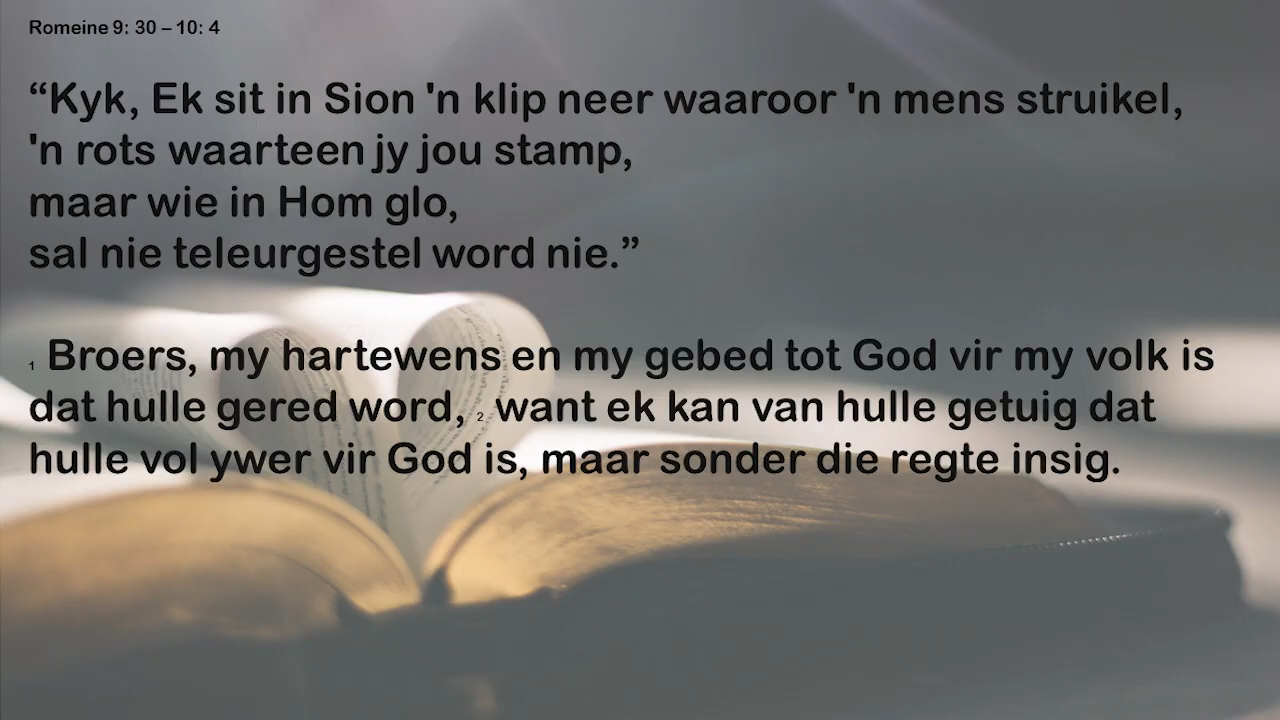 Romeine 9: 30 – 10: 4
“Kyk, Ek sit in Sion 'n klip neer waaroor 'n mens struikel,
'n rots waarteen jy jou stamp,
maar wie in Hom glo,
sal nie teleurgestel word nie.”
1 Broers, my hartewens en my gebed tot God vir my volk is
dat hulle gered word, 2 want ek kan van hulle getuig dat
hulle vol ywer vir God is, maar sonder die regte insig.